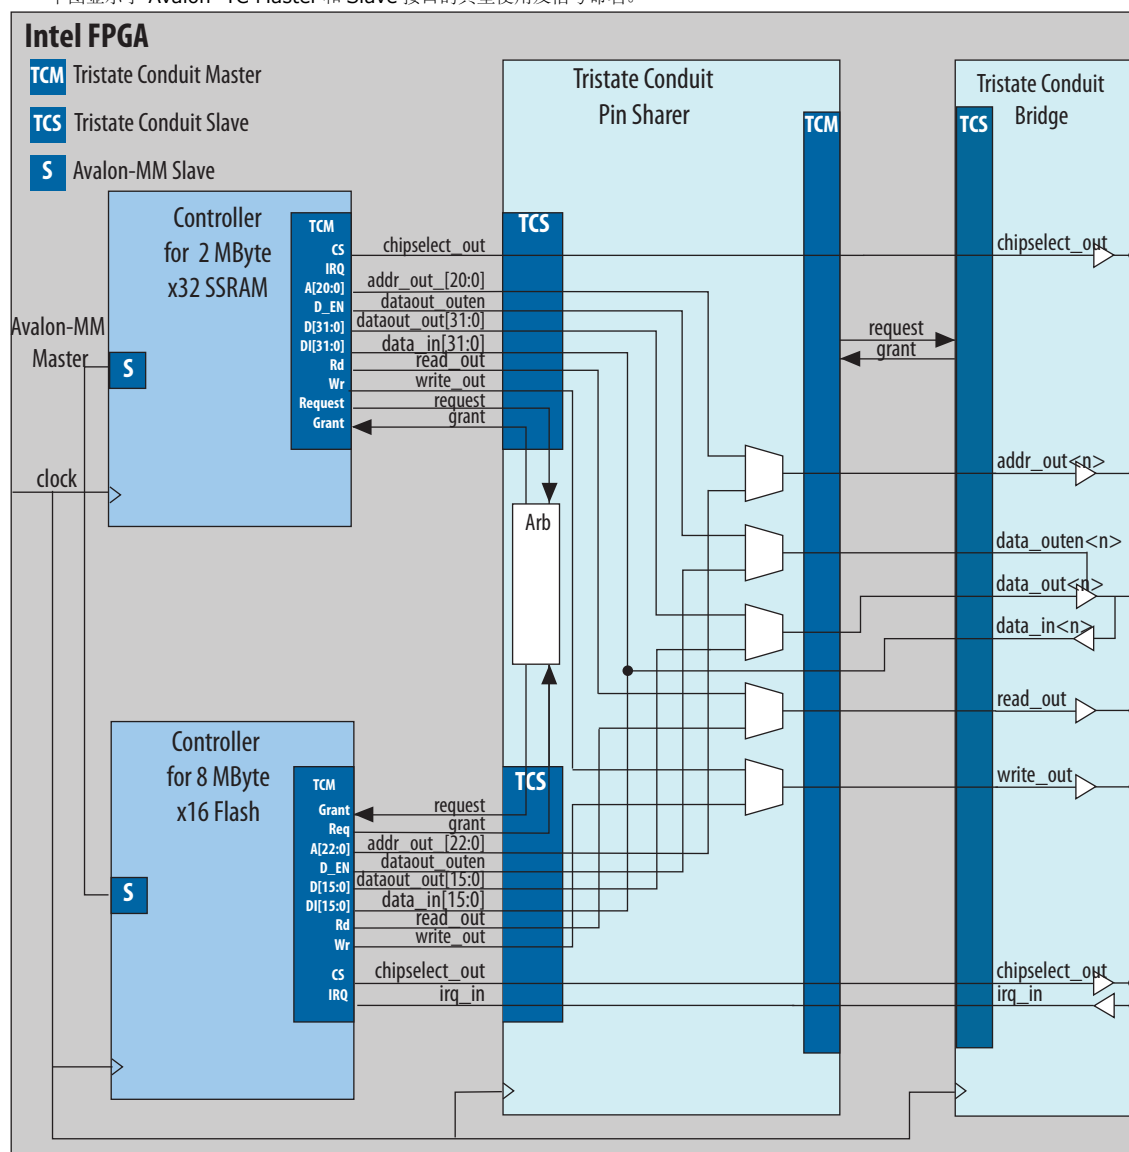 Intel FPGA
TCM Tristate Conduit Master
TCS Tristate Conduit Slave
S Avalon-MM Slave
Controller
for 2 MByte
x32 SSRAM
TCM
CS
IRQ
A[20:0]
D_EN
D[31:0]
DI[31:0]
Rd
Wr
Request
Grant
Avalon-MM
Master
S
clock
chipselect_out
addr_out_[20:0]
dataout_outen
dataout_out[31:0]
data_in[31:0]
read_out
write_out
request
grant
Tristate Conduit
Pin Sharer
TCS
TCM
Arb
request
grant
Tristate Conduit
Bridge
TCS
chipselect_out
addr_out<n>
data_outen<n>
data_out<n>
data_in<n>
read_out
write_out
chipselect_out
irq_in
Controller
for 8 MByte
x16 Flash
TCM
Grant
Req
A[22:0]
D_EN
D[15:0]
DI[15:0]
Rd
Wr
CS
IRQ
S
request
grant
addr_out_[22:0]
dataout_outen
dataout_out[15:0]
data_in[15:0]
read_out
write_out
chipselect_out
irq_in
TCS